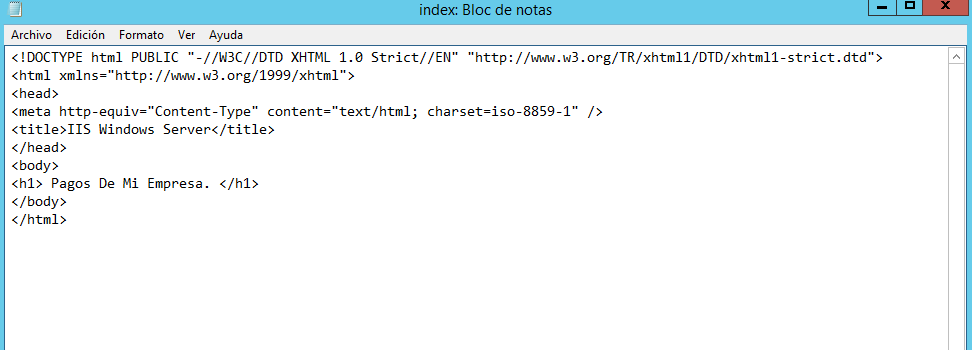 index: Bloc de notas
Archivo Edición Formato Ver Ayuda
<!DOCTYPE html PUBLIC "-//W3C//DTD XHTML 1.0 Strict//EN" "http://www.w3.org/TR/xhtml1/DTD/xhtml1-strict.dtd">
<html xmlns="http://www.w3.org/1999/xhtml">
<head>
<meta http-equiv="Content-Type" content="text/html; charset=iso-8859-1" />
<title>IIS Windows Server</title>
</head>
<body>
<h1> Pagos De Mi Empresa. </h1>
</body>
</html>